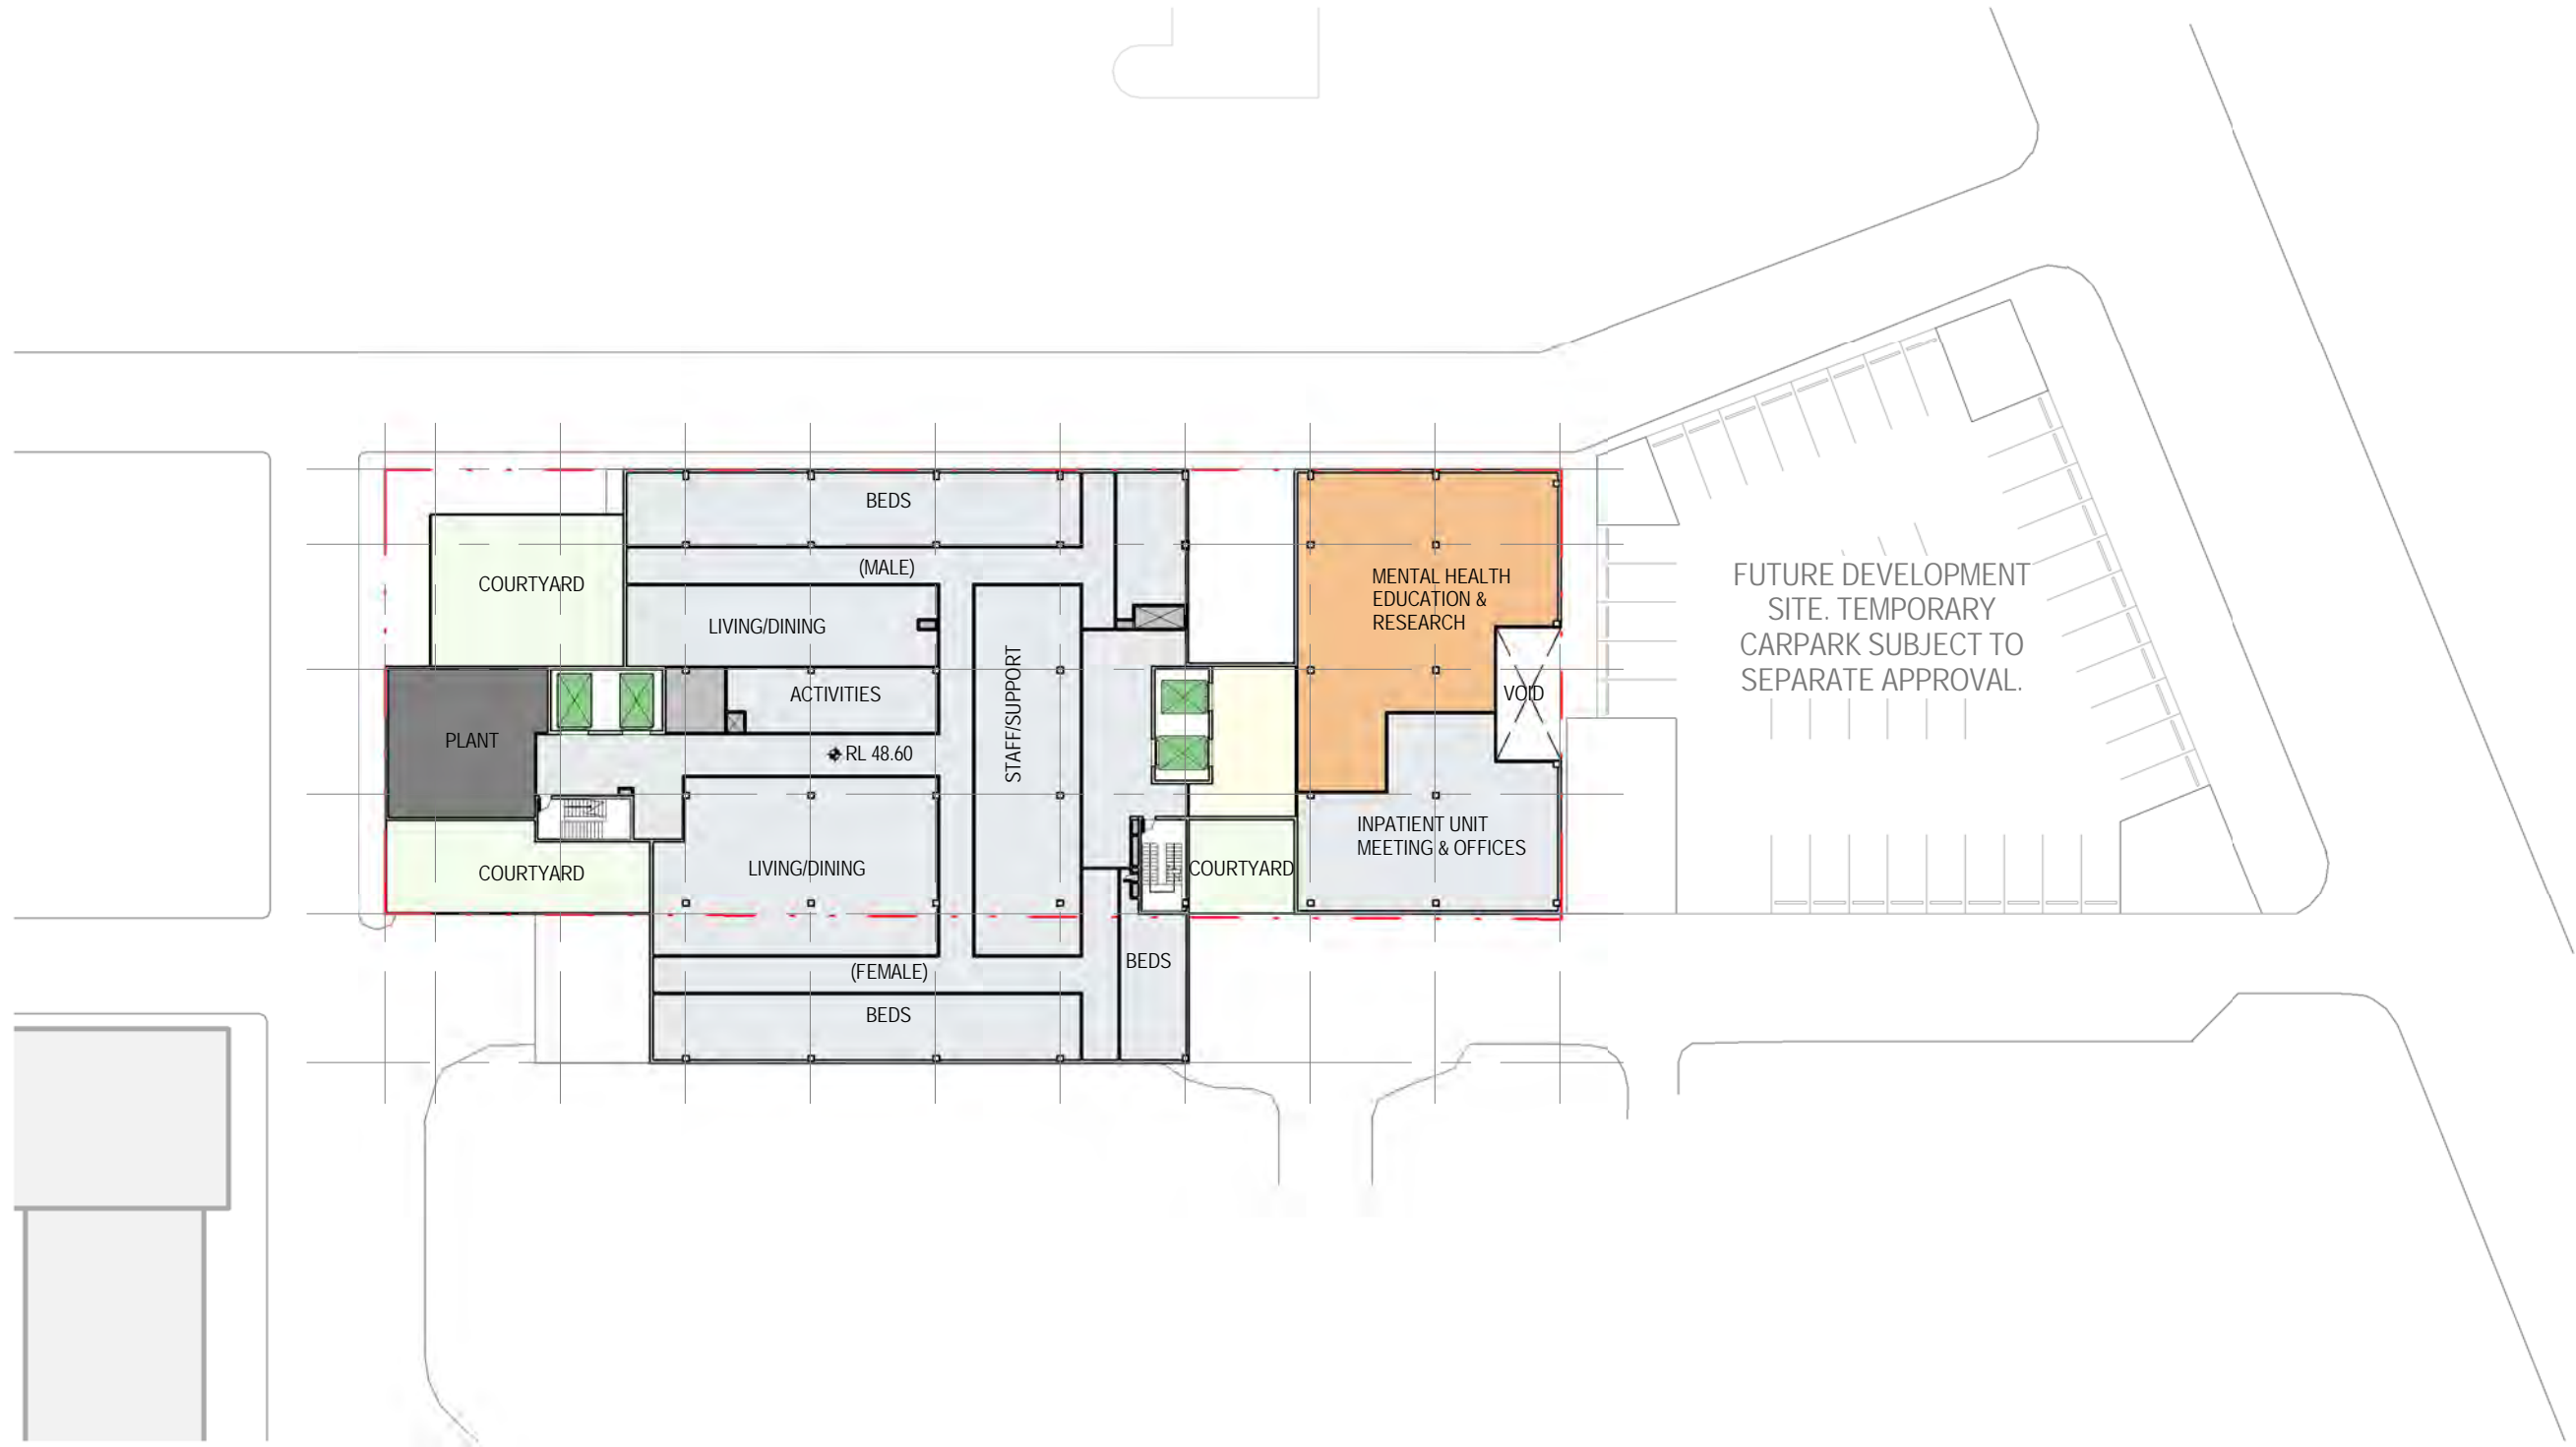 BEDS
(MALE)
COURTYARD
LIVING/DINING
ACTIVITIES
STAFF/SUPPORT
PLANT
RL 48.60
COURTYARD
LIVING/DINING
(FEMALE)
BEDS
BEDS
COURTYARD
MENTAL HEALTH
EDUCATION &
RESEARCH
VOID
INPATIENT UNIT
MEETING & OFFICES
FUTURE DEVELOPMENT
SITE. TEMPORARY
CARPARK SUBJECT TO
SEPARATE APPROVAL.